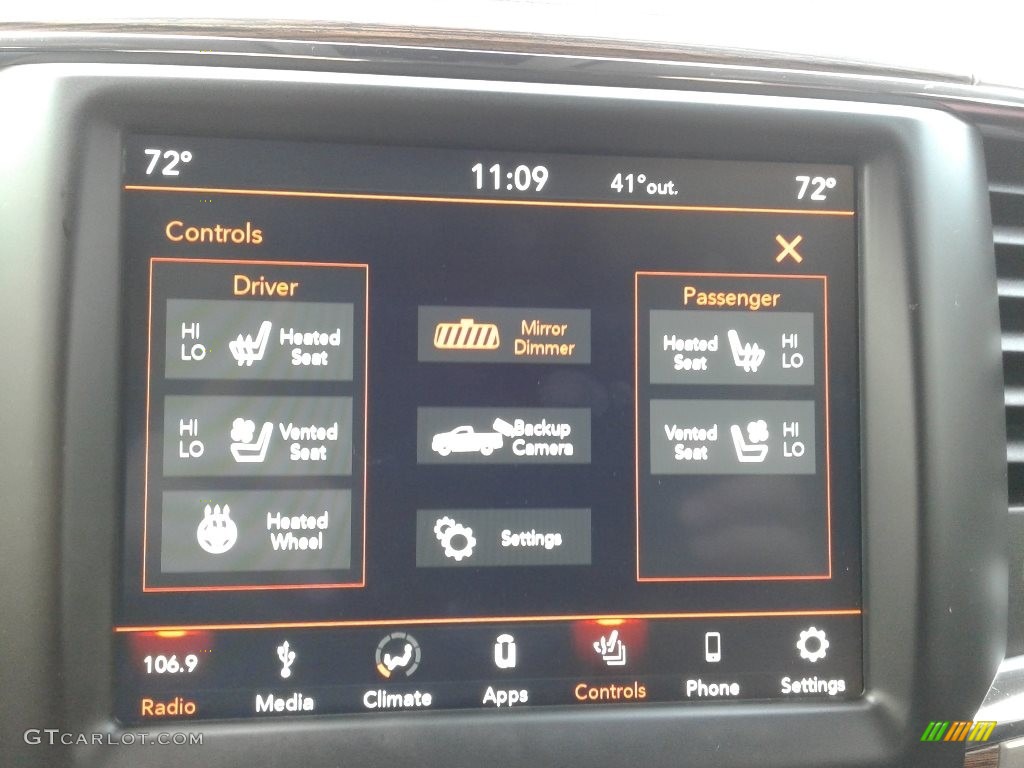 72°
11:09
41°out.
72°
Controls
Driver
HI
LO
Heated
Seat
HI
LO
Vented
Seat
Heated
Wheel
Mirror
Dimmer
Backup
Camera
Settings
Passenger
Heated
Seat
HI
LO
Vented
Seat
HI
LO
106.9
Radio
Media
Climate
Apps
Controls
Phone
Settings
GTCARLOT.COM